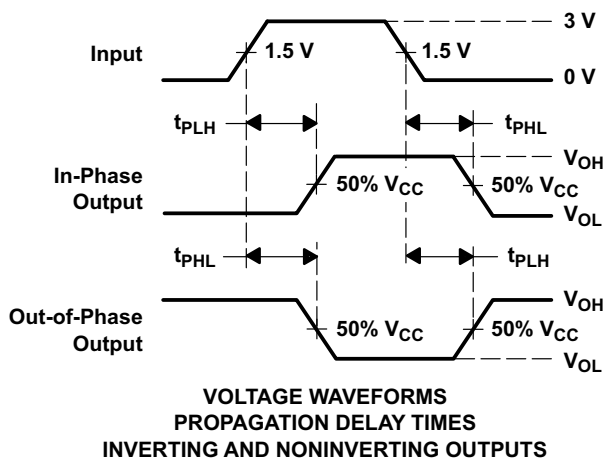 3 V
Input
1.5 V
1.5 V
0 V
tPLH
tPHL
VOH
In-Phase
Output
50% VCC
50% VCC
VOL
tPHL
tPLH
VOH
Out-of-Phase
Output
50% VCC
50% VCC
VOL
VOLTAGE WAVEFORMS
PROPAGATION DELAY TIMES
INVERTING AND NONINVERTING OUTPUTS